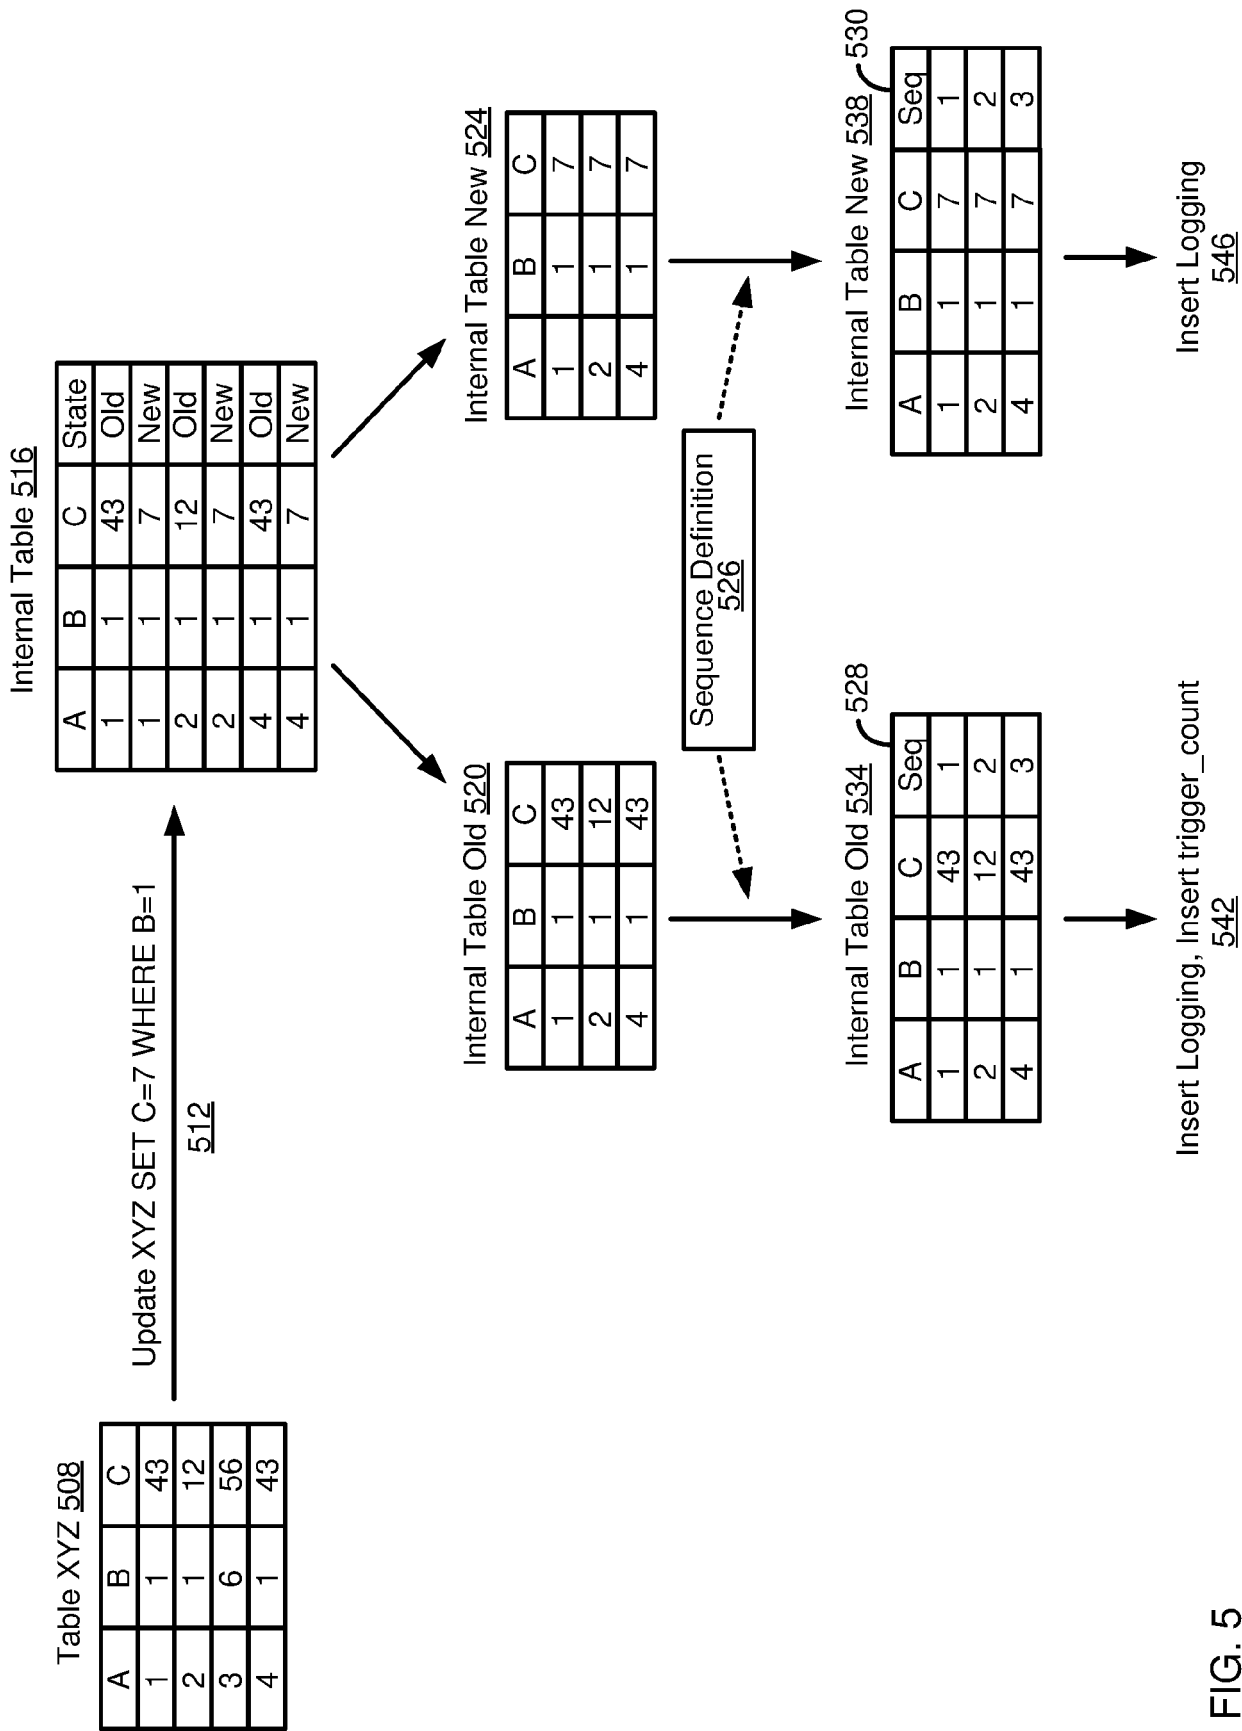 Table XYZ 508
A B C
1 1 43
2 1 12
3 6 56
4 1 43
Update XYZ SET C=7 WHERE B=1
512
Internal Table 516
A B C State
1 1 43 Old
1 1 7 New
2 1 12 Old
2 1 7 New
4 1 43 Old
4 1 7 New
Internal Table Old 520
A B C
1 1 43
2 1 12
4 1 43
Internal Table New 524
A B C
1 1 7
2 1 7
4 1 7
Sequence Definition
526
Internal Table Old 534
528
A B C Seq
1 1 43 1
2 1 12 2
4 1 43 3
Internal Table New 538
530
A B C Seq
1 1 7 1
2 1 7 2
4 1 7 3
Insert Logging, Insert trigger_count
542
Insert Logging
546
FIG. 5